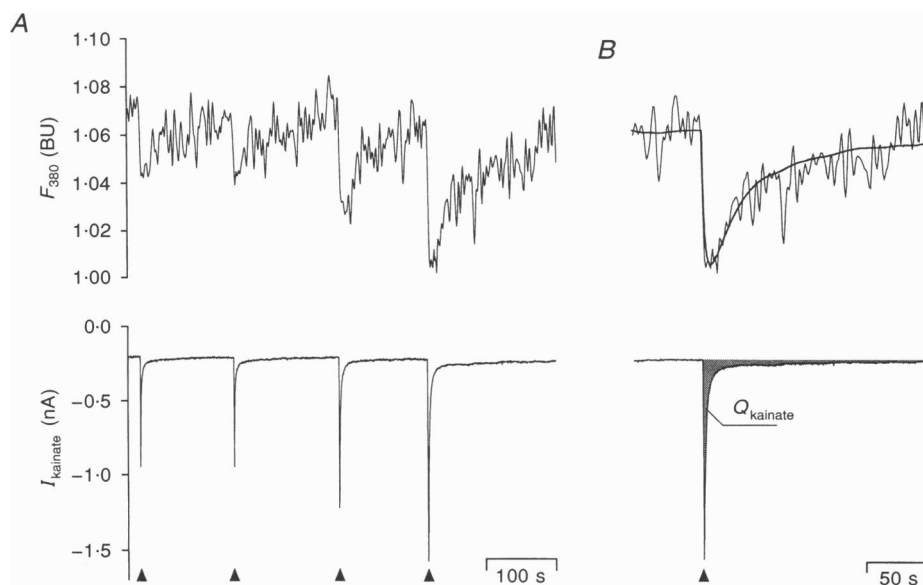 A
B
1·10
1·08
1·06
1·04
1·02
1·00
F380 (BU)
0·0
−0·5
−1·0
−1·5
Ikainate (nA)
Qkainate
100 s
50 s